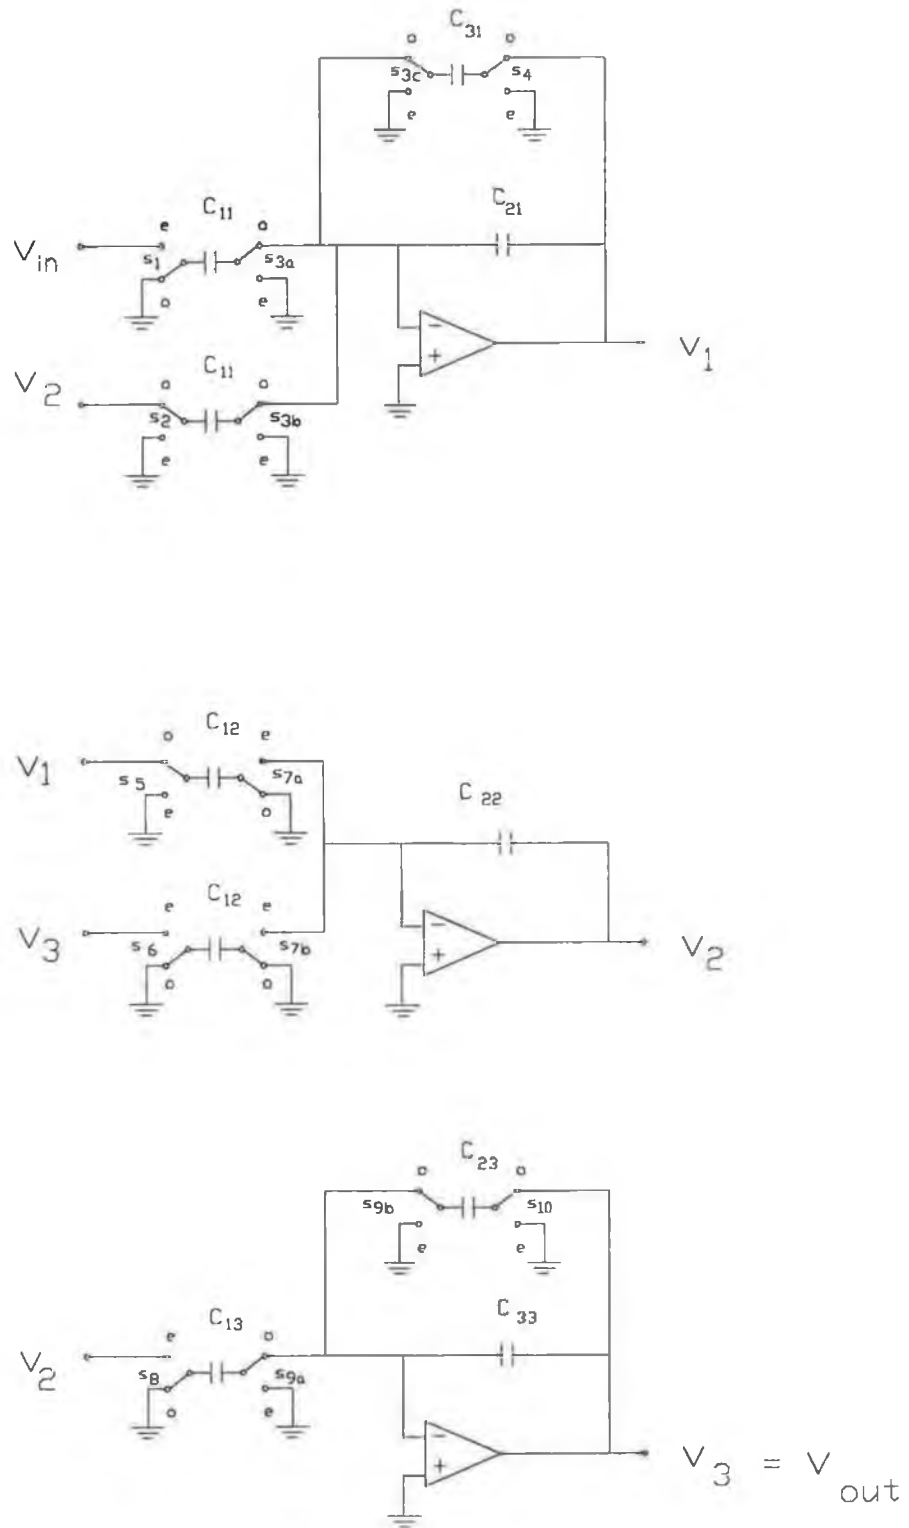 C31
o o
s3c s4
e e
C21
C11
e o
Vin
s1 s3a
o e
C11
V2
o o
s2 s3b
e e
− +
V1
C12
o e
V1
s5 s7a
e o
C22
C12
V3
e e
s6 s7b
o o
− +
V2
C23
o o
s9b s10
e e
C33
C13
e o
V2
s8 s9a
o e
− +
V3 = Vout